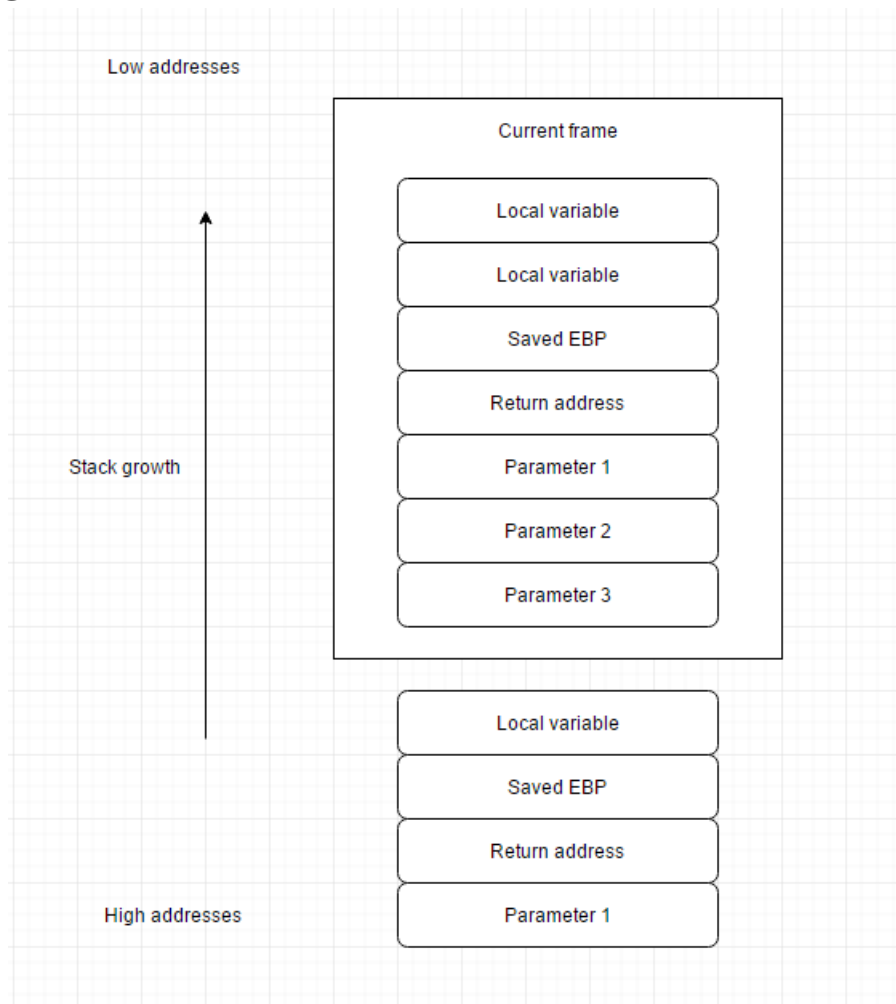 Low addresses
Current frame
Local variable
Local variable
Saved EBP
Return address
Stack growth
Parameter 1
Parameter 2
Parameter 3
Local variable
Saved EBP
Return address
High addresses
Parameter 1